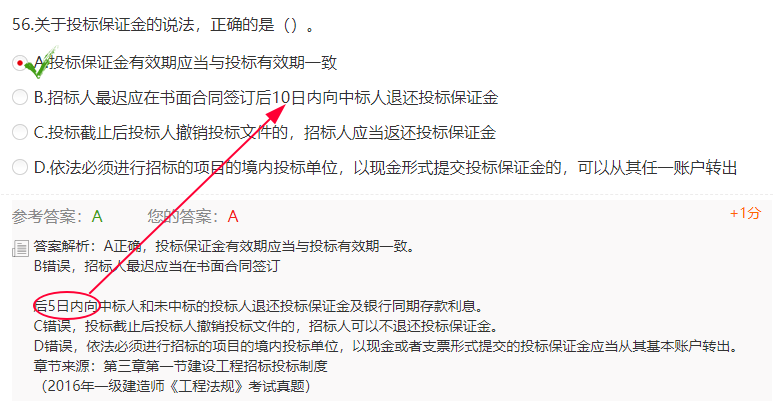 56.关于投标保证金的说法，正确的是（）。
A.投标保证金有效期应当与投标有效期一致
B.招标人最迟应在书面合同签订后10日内向中标人退还投标保证金
C.投标截止后投标人撤销投标文件的，招标人应当返还投标保证金
D.依法必须进行招标的项目的境内投标单位，以现金形式提交投标保证金的，可以从其任一账户转出
参考答案：A 您的答案：A +1分
答案解析：A正确，投标保证金有效期应当与投标有效期一致。
B错误，招标人最迟应当在书面合同签订
后5日内向中标人和未中标的投标人退还投标保证金及银行同期存款利息。
C错误，投标截止后投标人撤销投标文件的，招标人可以不退还投标保证金。
D错误，依法必须进行招标的项目的境内投标单位，以现金或者支票形式提交的投标保证金应当从其基本账户转出。
章节来源：第三章第一节建设工程招标投标制度
（2016年一级建造师《工程法规》考试真题）